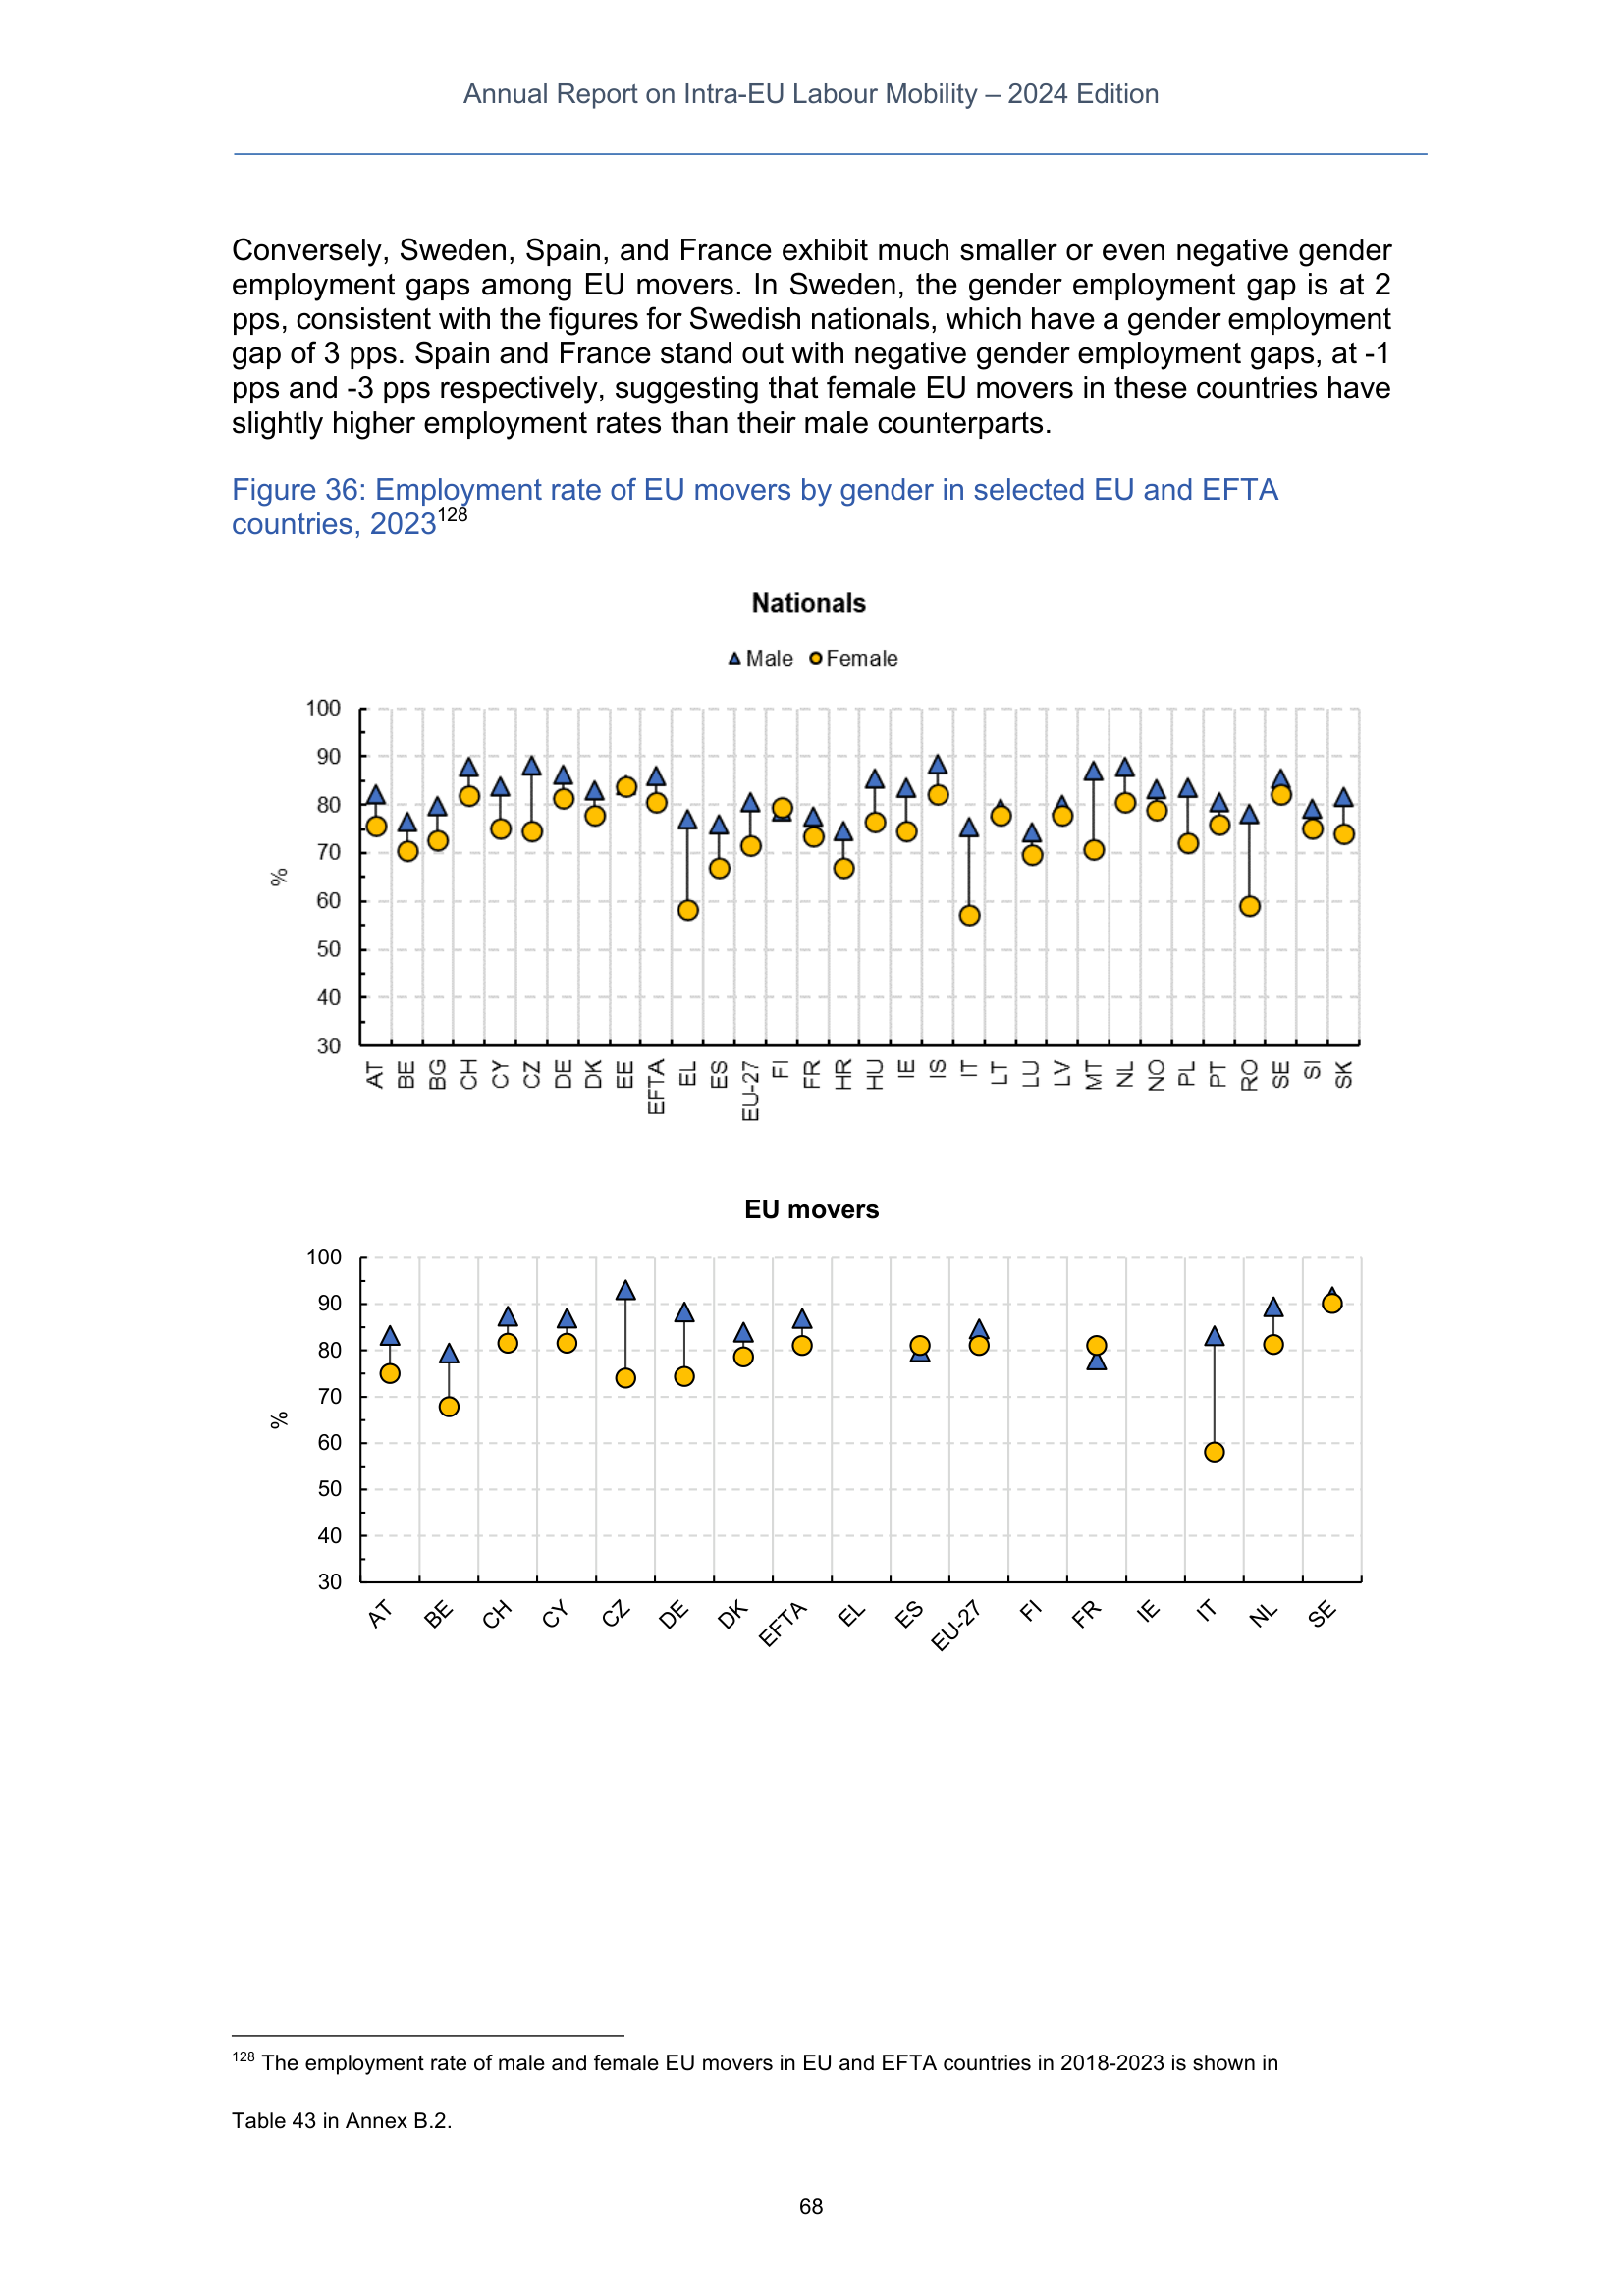 Annual Report on Intra-EU Labour Mobility – 2024 Edition
Conversely, Sweden, Spain, and France exhibit much smaller or even negative gender
employment gaps among EU movers. In Sweden, the gender employment gap is at 2
pps, consistent with the figures for Swedish nationals, which have a gender employment
gap of 3 pps. Spain and France stand out with negative gender employment gaps, at -1
pps and -3 pps respectively, suggesting that female EU movers in these countries have
slightly higher employment rates than their male counterparts.
Figure 36: Employment rate of EU movers by gender in selected EU and EFTA
countries, 2023128
Nationals
Male Female
100
90
80
70
60
50
40
30
%
AT BE BG CH CY CZ DE DK EE EFTA EL ES EU-27 FI FR HR HU IE IS IT LT LU LV MT NL NO PL PT RO SE SI SK
EU movers
100
90
80
70
60
50
40
30
%
AT BE CH CY CZ DE DK EFTA EL ES EU-27 FI FR IE IT NL SE
128 The employment rate of male and female EU movers in EU and EFTA countries in 2018-2023 is shown in
Table 43 in Annex B.2.
68